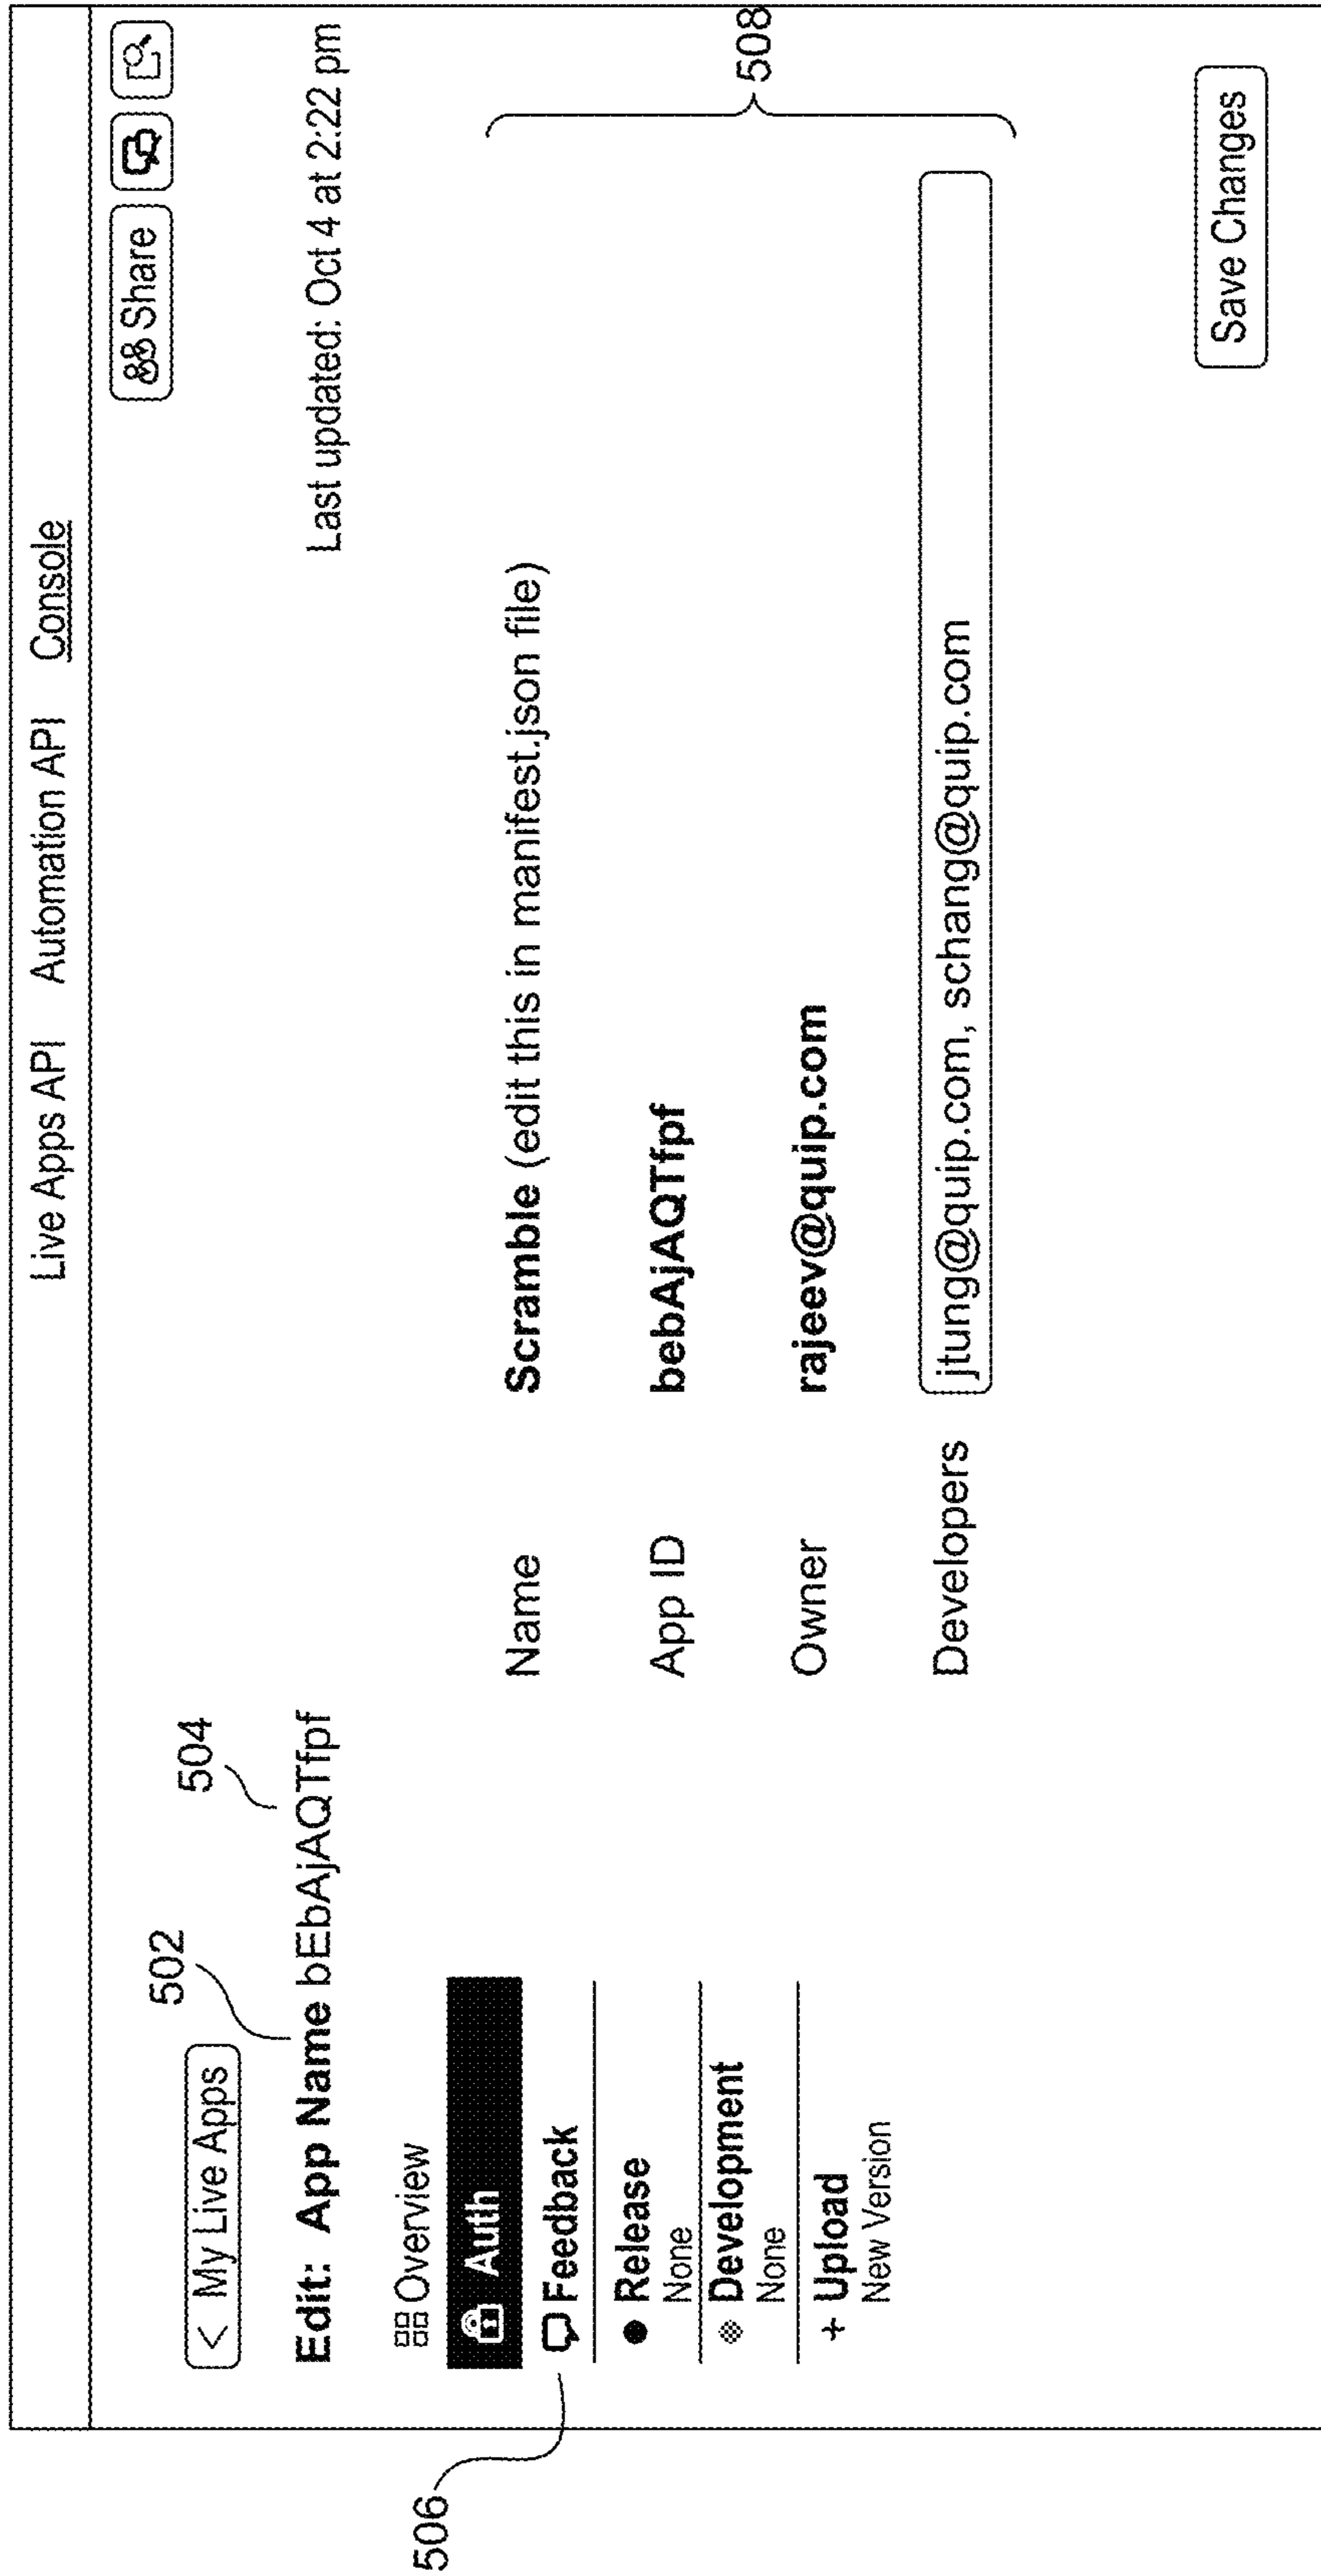 Live Apps API Automation API Console
Share
502
504
< My Live Apps
Edit: App Name bEbAjAQTfpf
Last updated: Oct 4 at 2:22 pm
Overview
Auth
506
Feedback
Release
None
Development
None
+ Upload
New Version
Name Scramble (edit this in manifest.json file)
App ID bebAjAQTfpf
Owner rajeev@quip.com
Developers jtung@quip.com, schang@quip.com
508
Save Changes